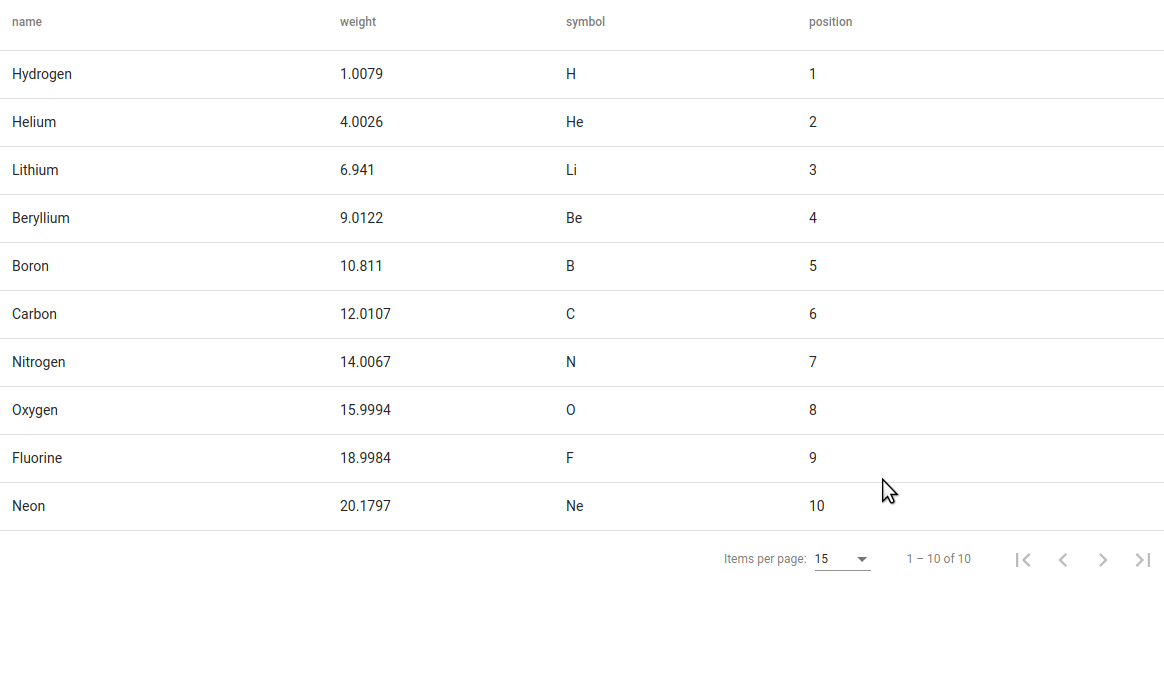 name weight symbol position
Hydrogen 1.0079 H 1
Helium 4.0026 He 2
Lithium 6.941 Li 3
Beryllium 9.0122 Be 4
Boron 10.811 B 5
Carbon 12.0107 C 6
Nitrogen 14.0067 N 7
Oxygen 15.9994 O 8
Fluorine 18.9984 F 9
Neon 20.1797 Ne 10
Items per page: 15 1 – 10 of 10